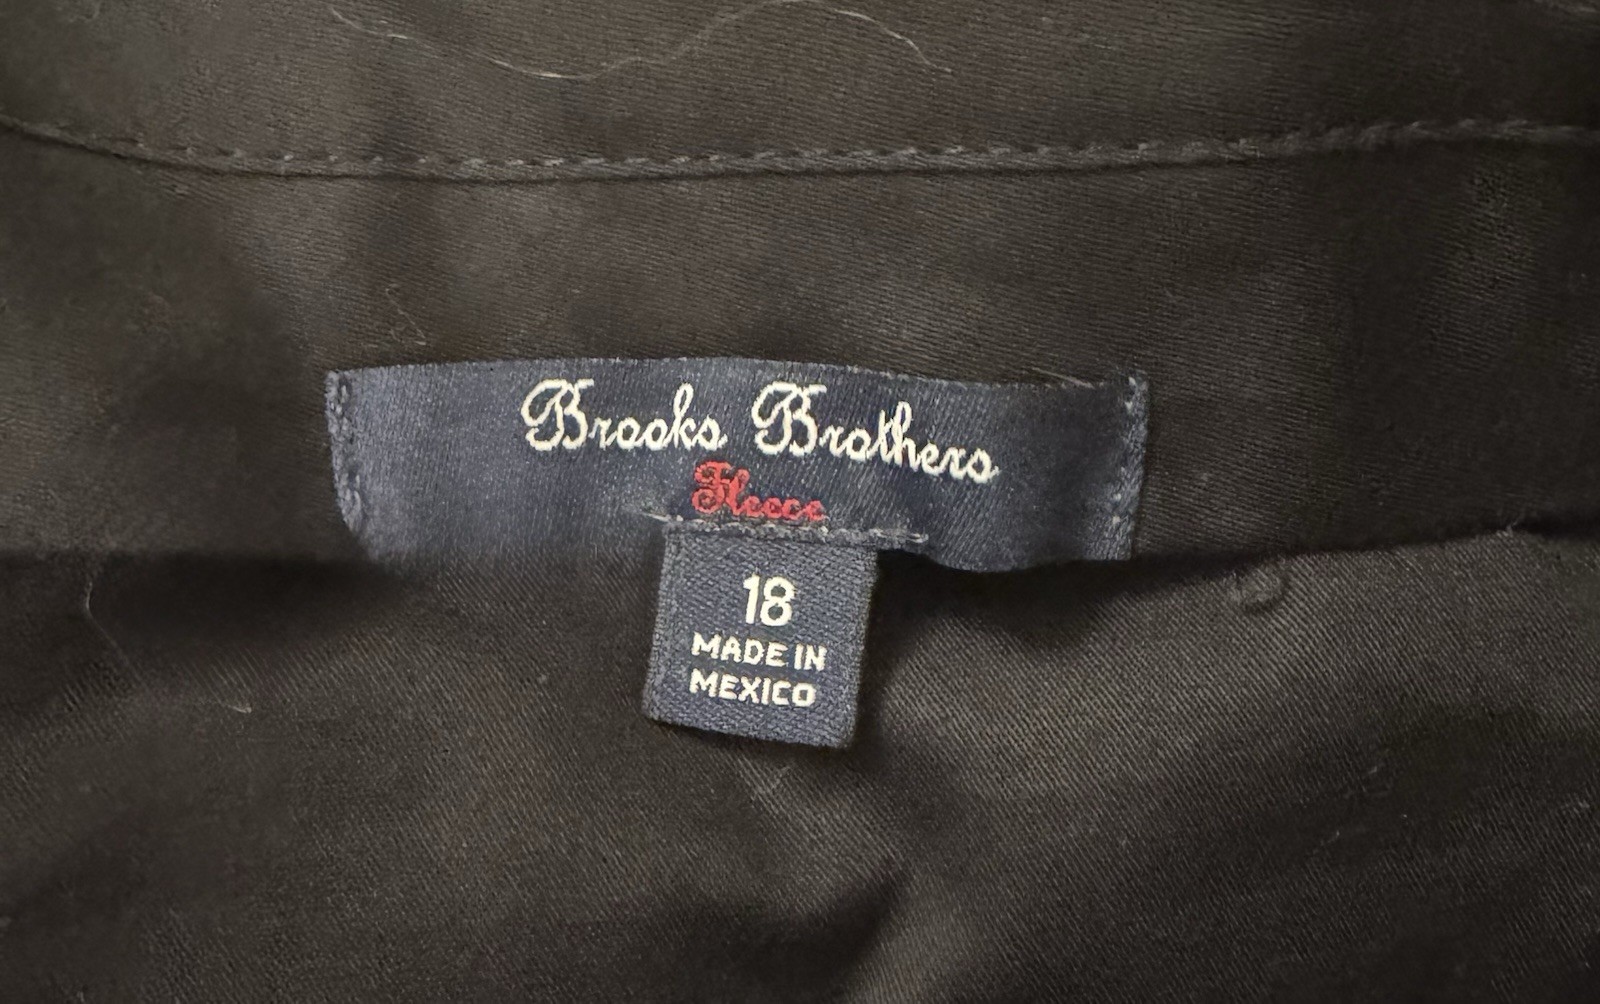 Brooks Brothers
Fleece
18
MADE IN
MEXICO